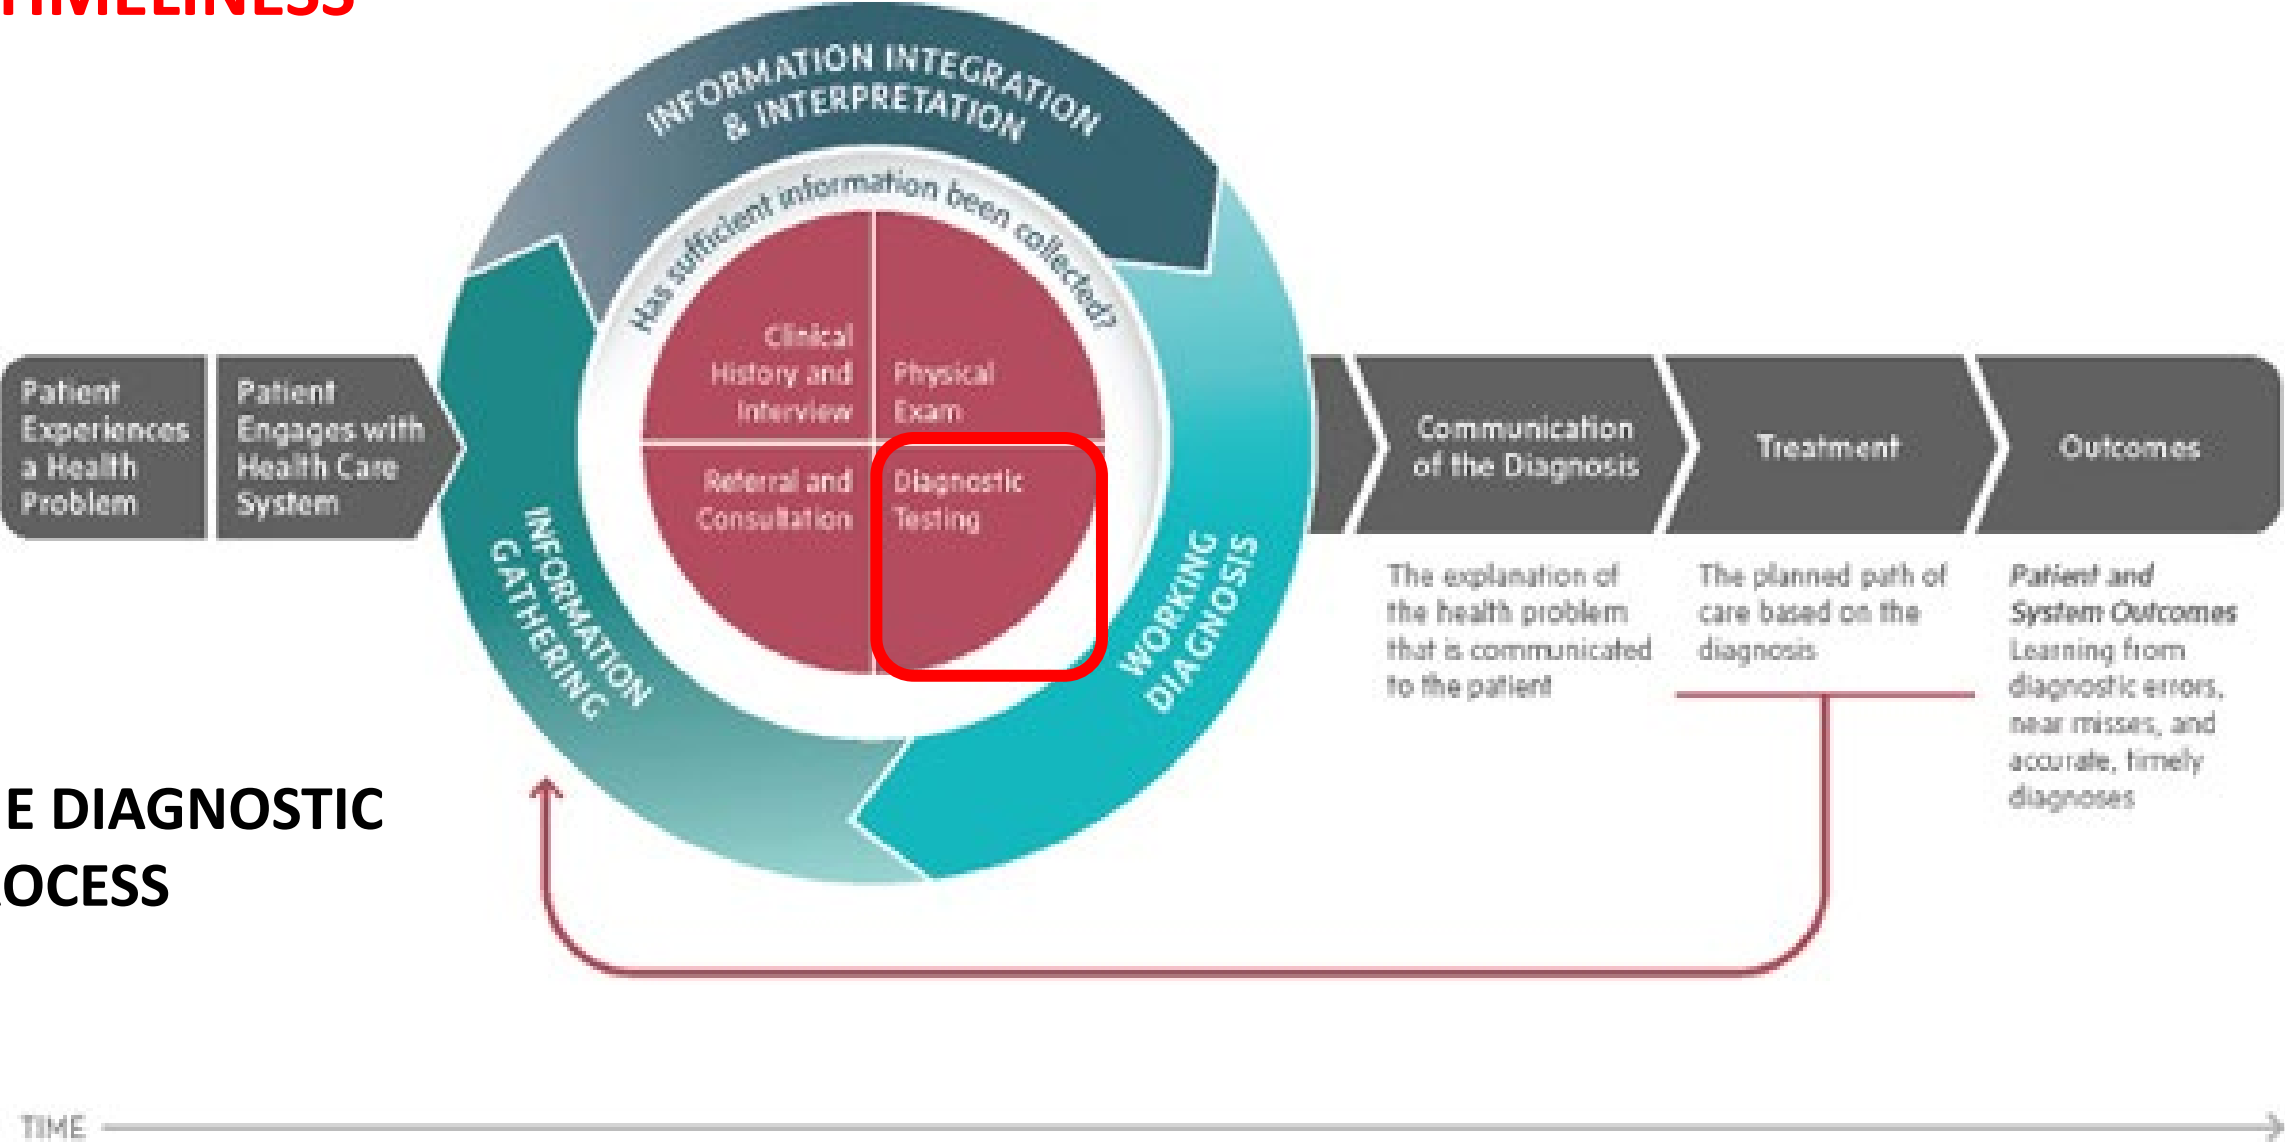 TIMELINESS
INFORMATION INTEGRATION
& INTERPRETATION
Has sufficient information been collected?
Clinical
History and
Interview
Physical
Exam
Referral and
Consultation
Diagnostic
Testing
INFORMATION
GATHERING
WORKING
DIAGNOSIS
Patient
Experiences
a Health
Problem
Patient
Engages with
Health Care
System
Communication
of the Diagnosis
Treatment
Outcomes
The explanation of
the health problem
that is communicated
to the patient
The planned path of
care based on the
diagnosis
Patient and
System Outcomes
Learning from
diagnostic errors,
near misses, and
accurate, timely
diagnoses
E DIAGNOSTIC
OCESS
TIME